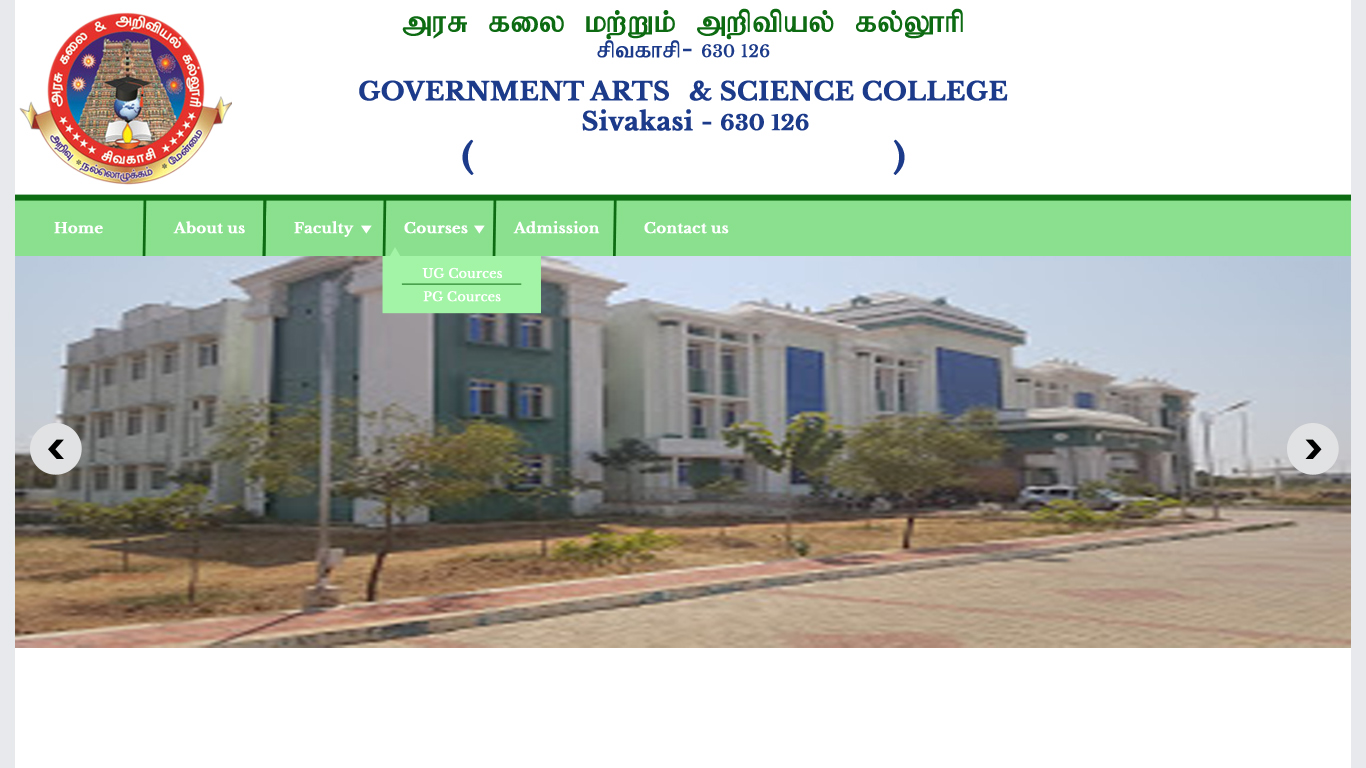 அரசு கலை & அறிவியல் கல்லூரி
சிவகாசி
அறிவு * நல்லொழுக்கம் * மேன்மை
அரசு கலை மற்றும் அறிவியல் கல்லூரி
சிவகாசி- 630 126
GOVERNMENT ARTS & SCIENCE COLLEGE
Sivakasi - 630 126
( )
Home About us Faculty ▼ Courses ▼ Admission Contact us
UG Cources
PG Cources